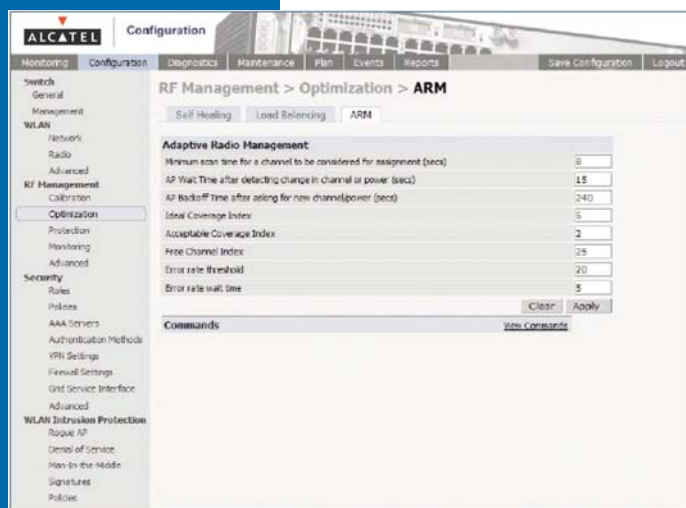 ALCATEL
Configuration
Monitoring Configuration Diagnostics Maintenance Plan Events Reports Save Configuration Logout
Switch
General
Management
WLAN
Network
Radio
Advanced
RF Management
Calibration
Optimization
Protection
Monitoring
Advanced
Security
Roles
Policies
AAA Servers
Authentication Methods
VPN Settings
Firewall Settings
Grid Service Interface
Advanced
WLAN Intrusion Protection
Rogue AP
Denial of Service
Man-In-the-Middle
Signatures
Policies
RF Management > Optimization > ARM
Self Healing Load Balancing ARM
Adaptive Radio Management
Minimum scan time for a channel to be considered for assignment (secs) 8
AP Wait Time after detecting change in channel or power (secs) 15
AP Backoff Time after asking for new channel/power (secs) 240
Ideal Coverage Index 5
Acceptable Coverage Index 2
Free Channel Index 25
Error rate threshold 20
Error rate wait time 5
Clear Apply
Commands View Commands